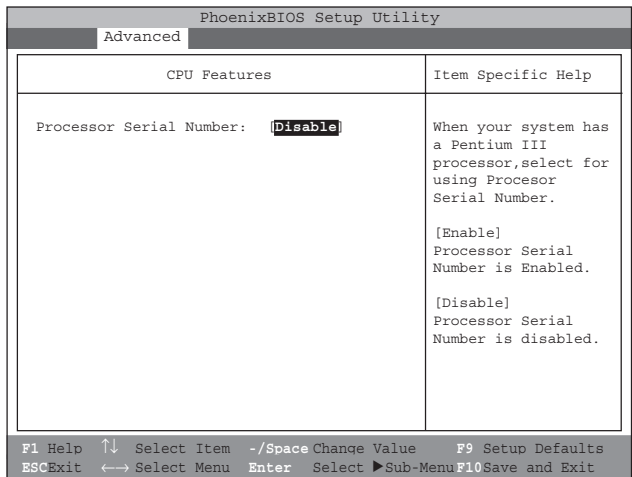 PhoenixBIOS Setup Utility
Advanced
CPU Features
Item Specific Help
Processor Serial Number: [Disable]
When your system has
a Pentium III
processor,select for
using Procesor
Serial Number.
[Enable]
Processor Serial
Number is Enabled.
[Disable]
Processor Serial
Number is disabled.
F1 Help ↑↓ Select Item -/Space Change Value F9 Setup Defaults
ESCExit ←→ Select Menu Enter Select ▶Sub-Menu F10Save and Exit